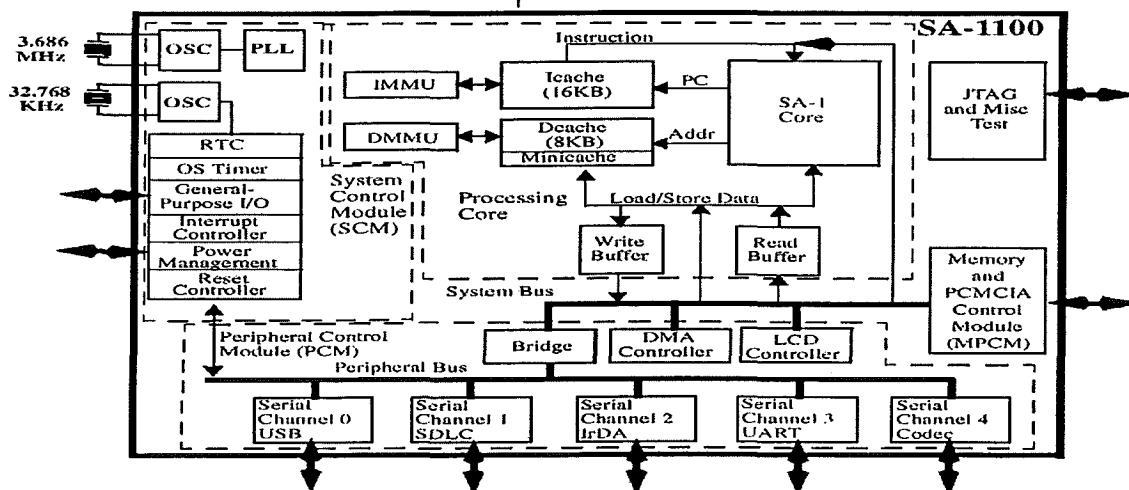 SA-1100
3.686
MHz
OSC
PLL
32.768
KHz
OSC
RTC
OS Timer
General-
Purpose I/O
Interrupt
Controller
Power
Management
Reset
Controller
System
Control
Module
(SCM)
Instruction
IMMU
Icache
(16KB)
PC
SA-1
Core
DMMU
Dcache
(8KB)
Minicache
Addr
Processing
Core
Load/Store Data
Write
Buffer
Read
Buffer
System Bus
JTAG
and Misc
Test
Memory
and
PCMCIA
Control
Module
(MPCM)
Peripheral Control
Module (PCM)
Bridge
DMA
Controller
LCD
Controller
Peripheral Bus
Serial
Channel 0
USB
Serial
Channel 1
SDLC
Serial
Channel 2
IrDA
Serial
Channel 3
UART
Serial
Channel 4
Codec